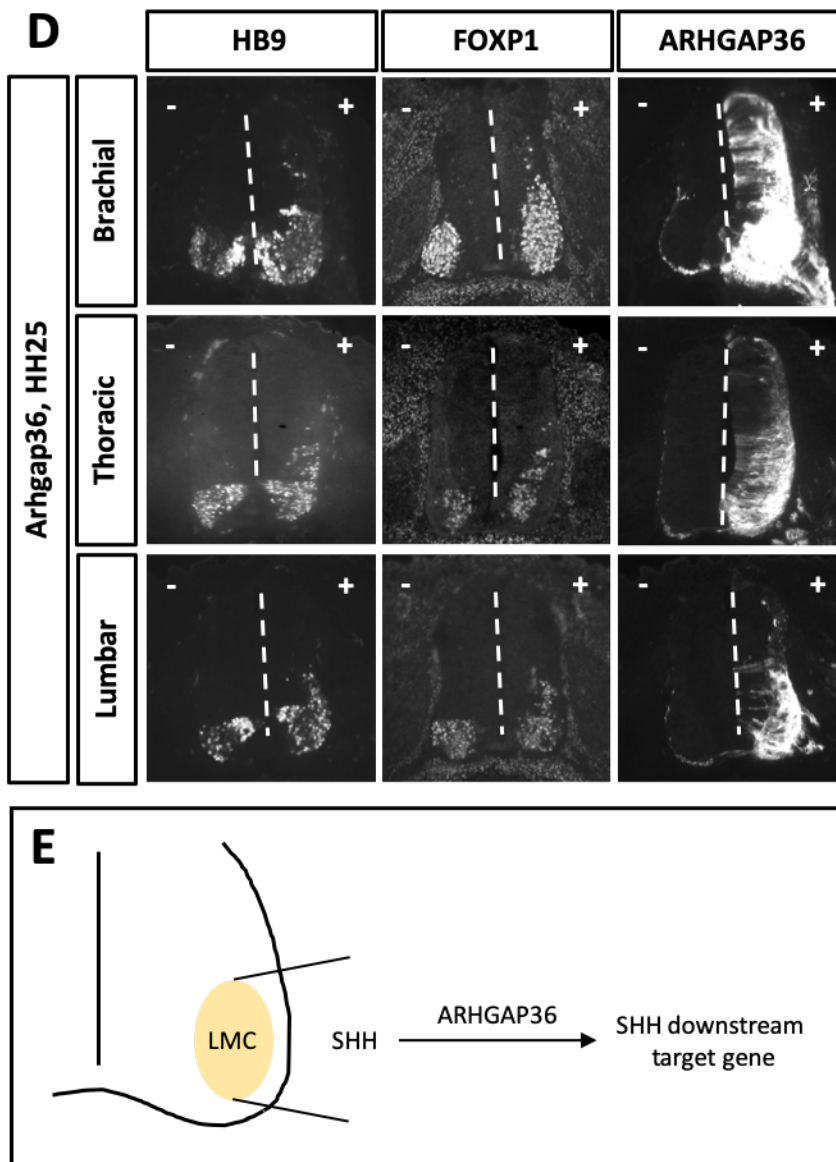 D
HB9
FOXP1
ARHGAP36
Arhgap36, HH25
Brachial
- +
- +
- +
Thoracic
- +
- +
- +
Lumbar
- +
- +
- +
E
LMC
SHH
ARHGAP36
SHH downstream
target gene